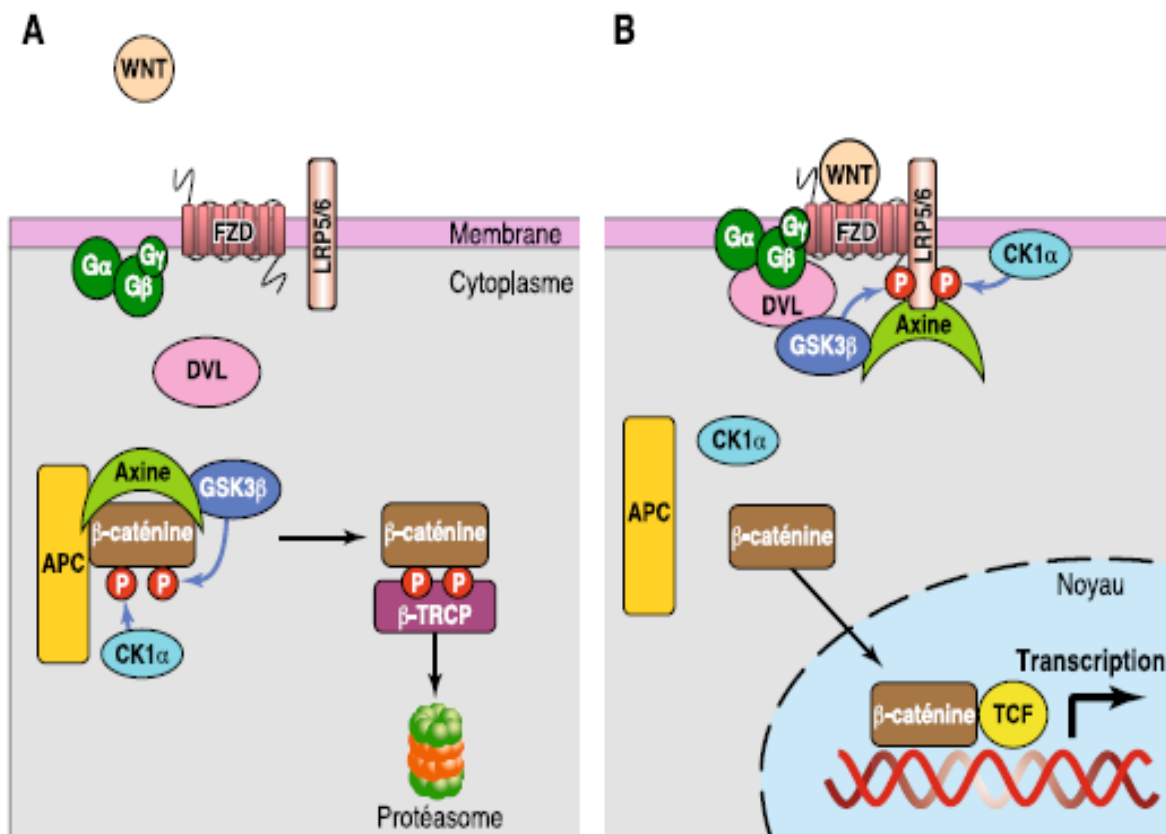 A
WNT
FZD
LRP5/6
Membrane
Gα
Gγ
Gβ
Cytoplasme
DVL
Axine
GSK3β
β-caténine
APC
P
P
CK1α
β-caténine
P
P
β-TRCP
Protéasome
B
WNT
FZD
LRP5/6
Gα
Gγ
Gβ
CK1α
P
P
DVL
Axine
GSK3β
CK1α
APC
β-caténine
Noyau
Transcription
β-caténine
TCF